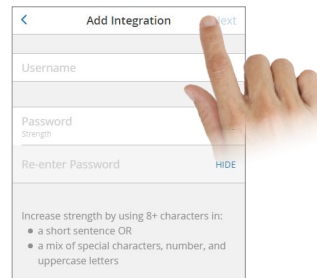 Add Integration
Username
Password
Strength
Re-enter Password HIDE
Increase strength by using 8+ characters in:
• a short sentence OR
• a mix of special characters, number, and
uppercase letters